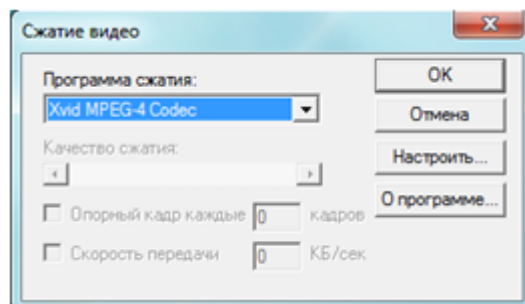 Сжатие видео
Программа сжатия:
Xvid MPEG-4 Codec
Качество сжатия:
Опорный кадр каждые 0 кадров
Скорость передачи 0 КБ/сек
OK
Отмена
Настроить...
О программе...